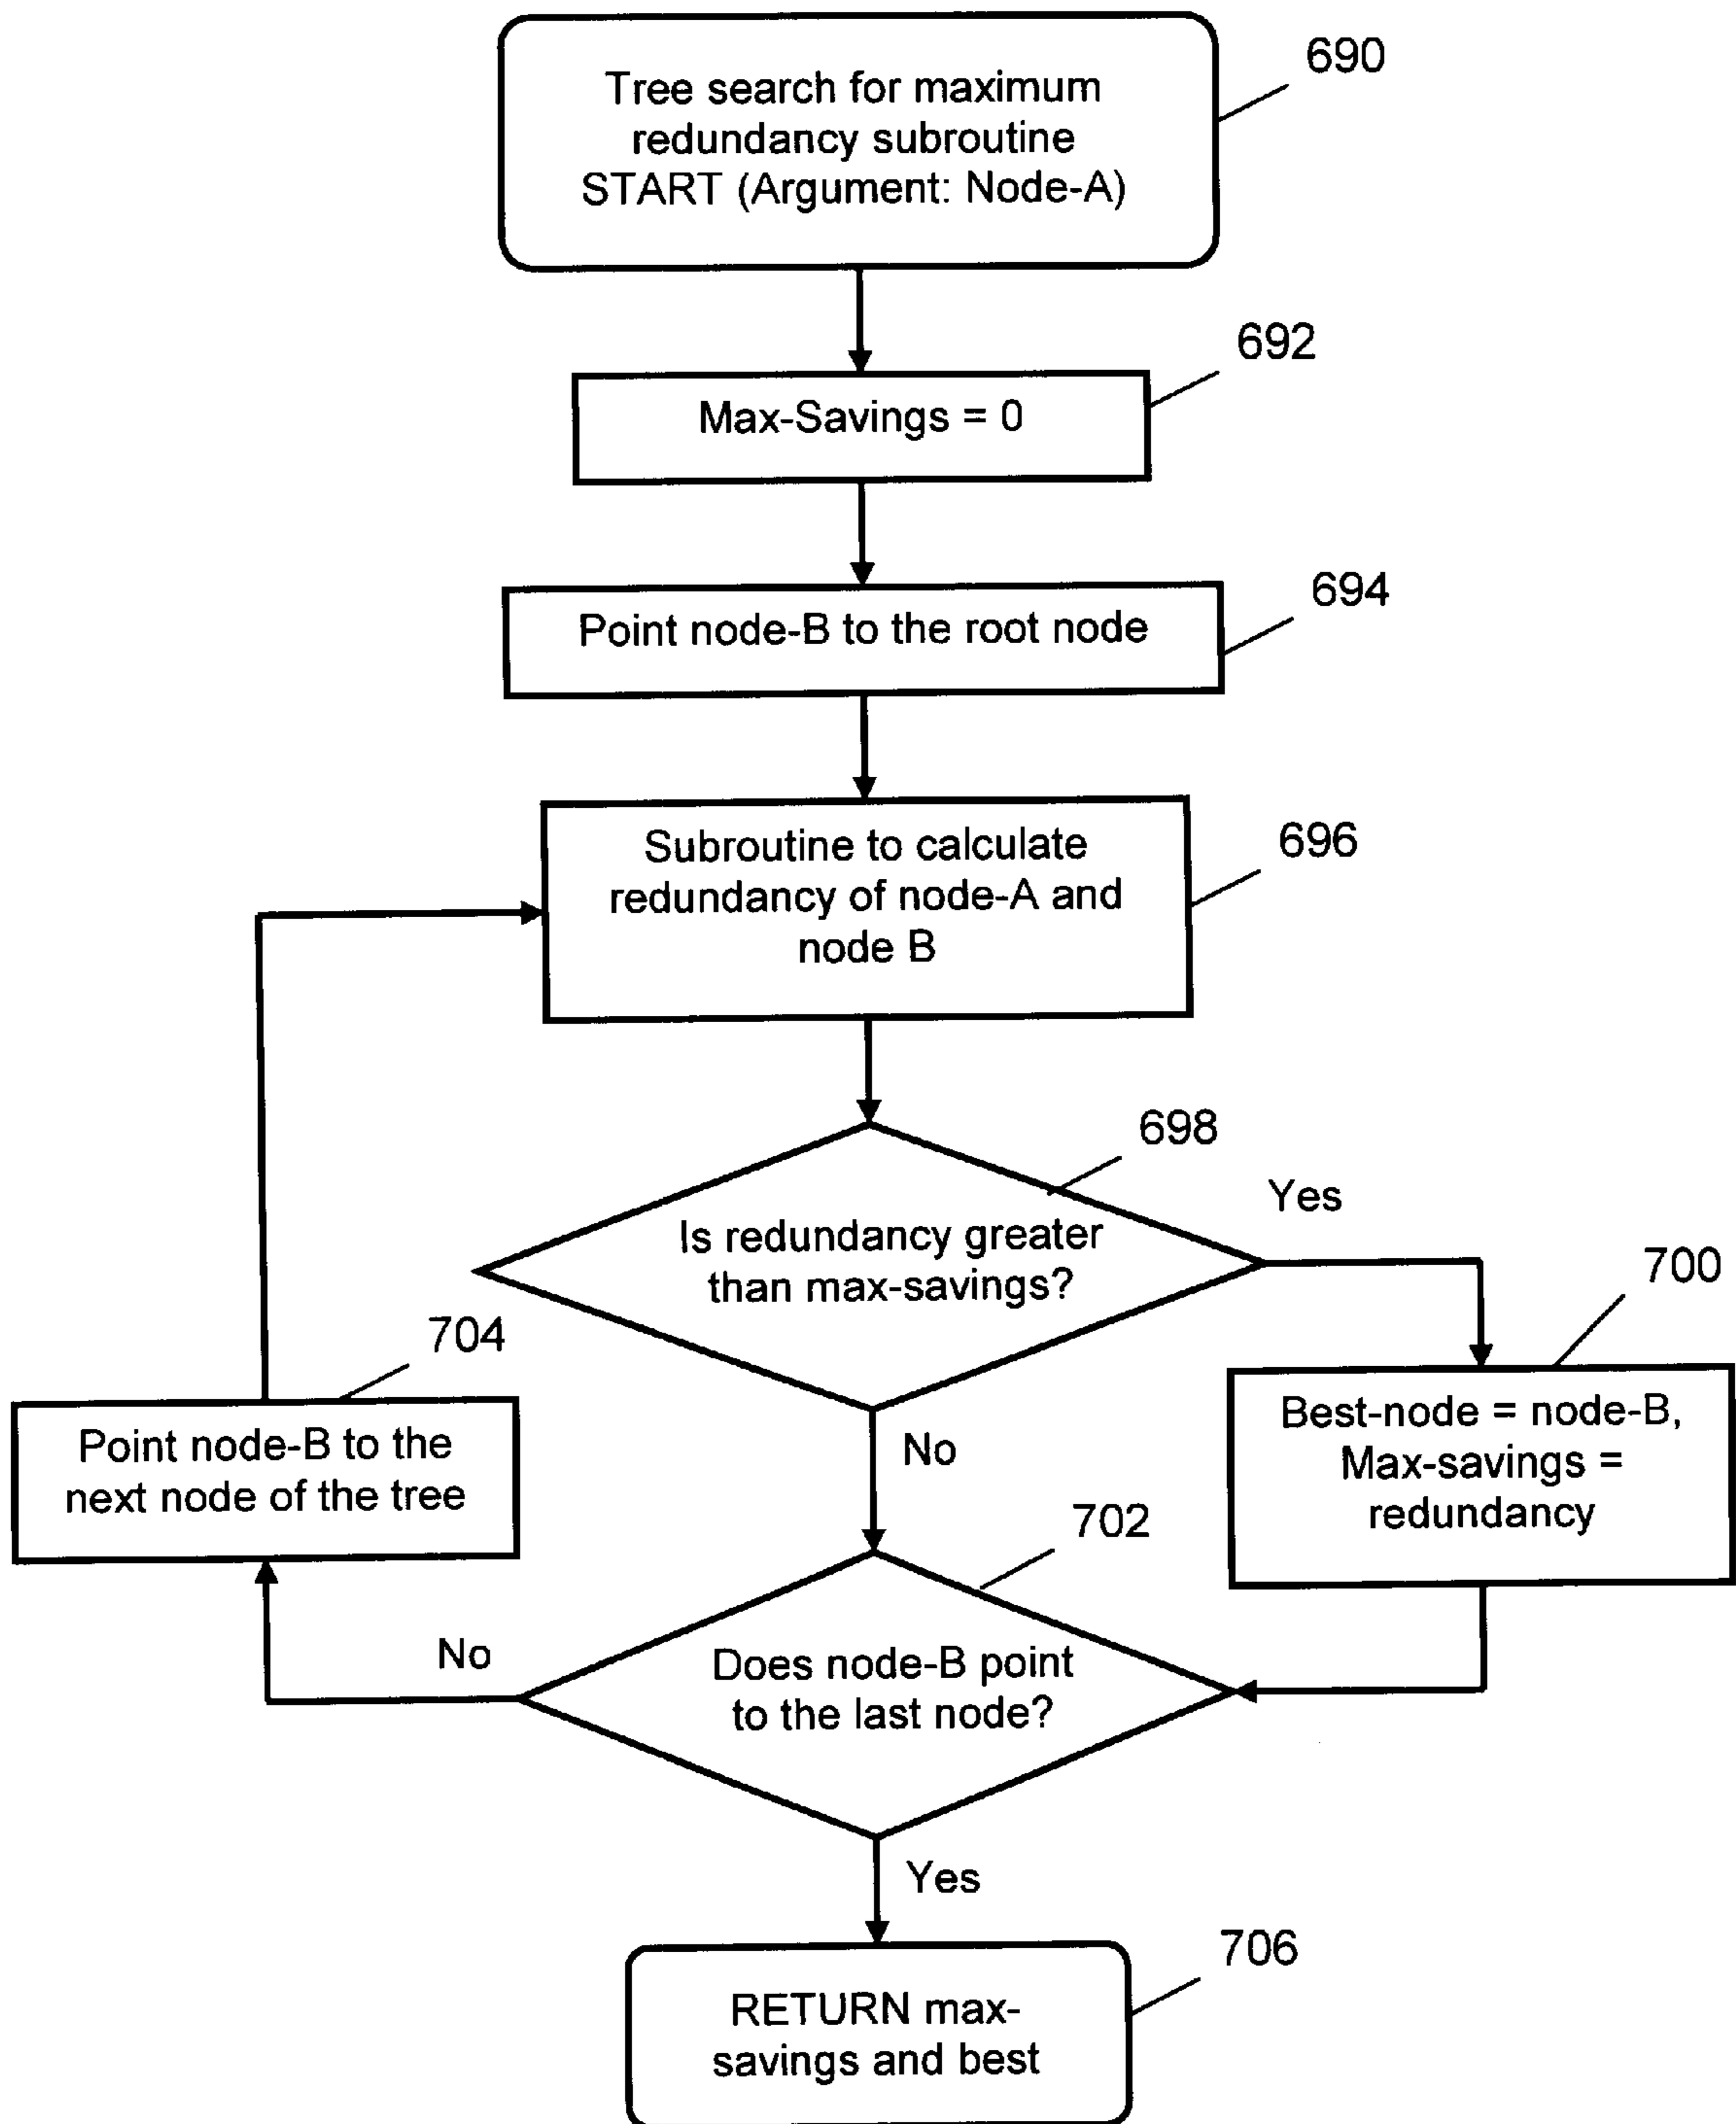 Tree search for maximum
redundancy subroutine
START (Argument: Node-A)
690
692
Max-Savings = 0
694
Point node-B to the root node
696
Subroutine to calculate
redundancy of node-A and
node B
698
Yes
Is redundancy greater
than max-savings?
700
Best-node = node-B,
Max-savings =
redundancy
704
Point node-B to the
next node of the tree
No
702
No
Does node-B point
to the last node?
Yes
706
RETURN max-
savings and best